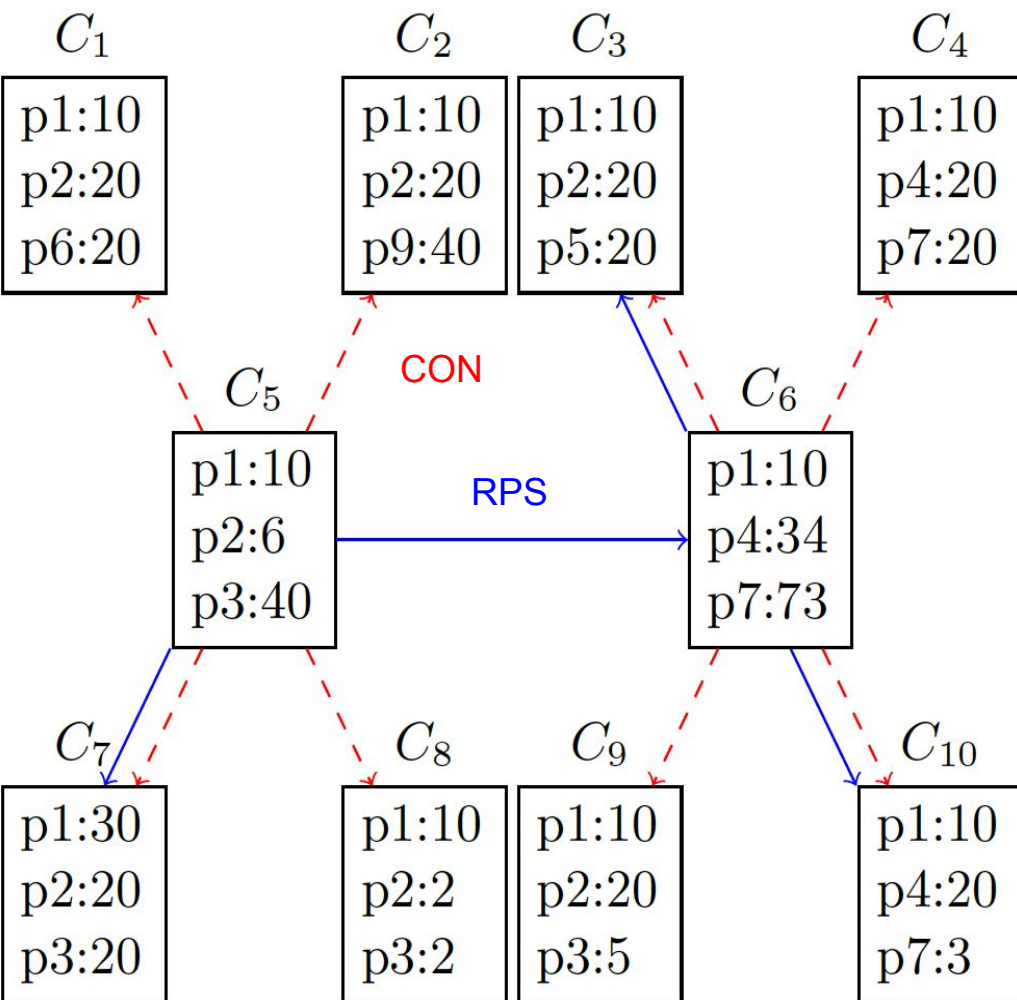 C₁
p1:10
p2:20
p6:20
C₂
p1:10
p2:20
p9:40
C₃
p1:10
p2:20
p5:20
C₄
p1:10
p4:20
p7:20
CON
C₅
p1:10
p2:6
p3:40
RPS
C₆
p1:10
p4:34
p7:73
C₇
p1:30
p2:20
p3:20
C₈
p1:10
p2:2
p3:2
C₉
p1:10
p2:20
p3:5
C₁₀
p1:10
p4:20
p7:3